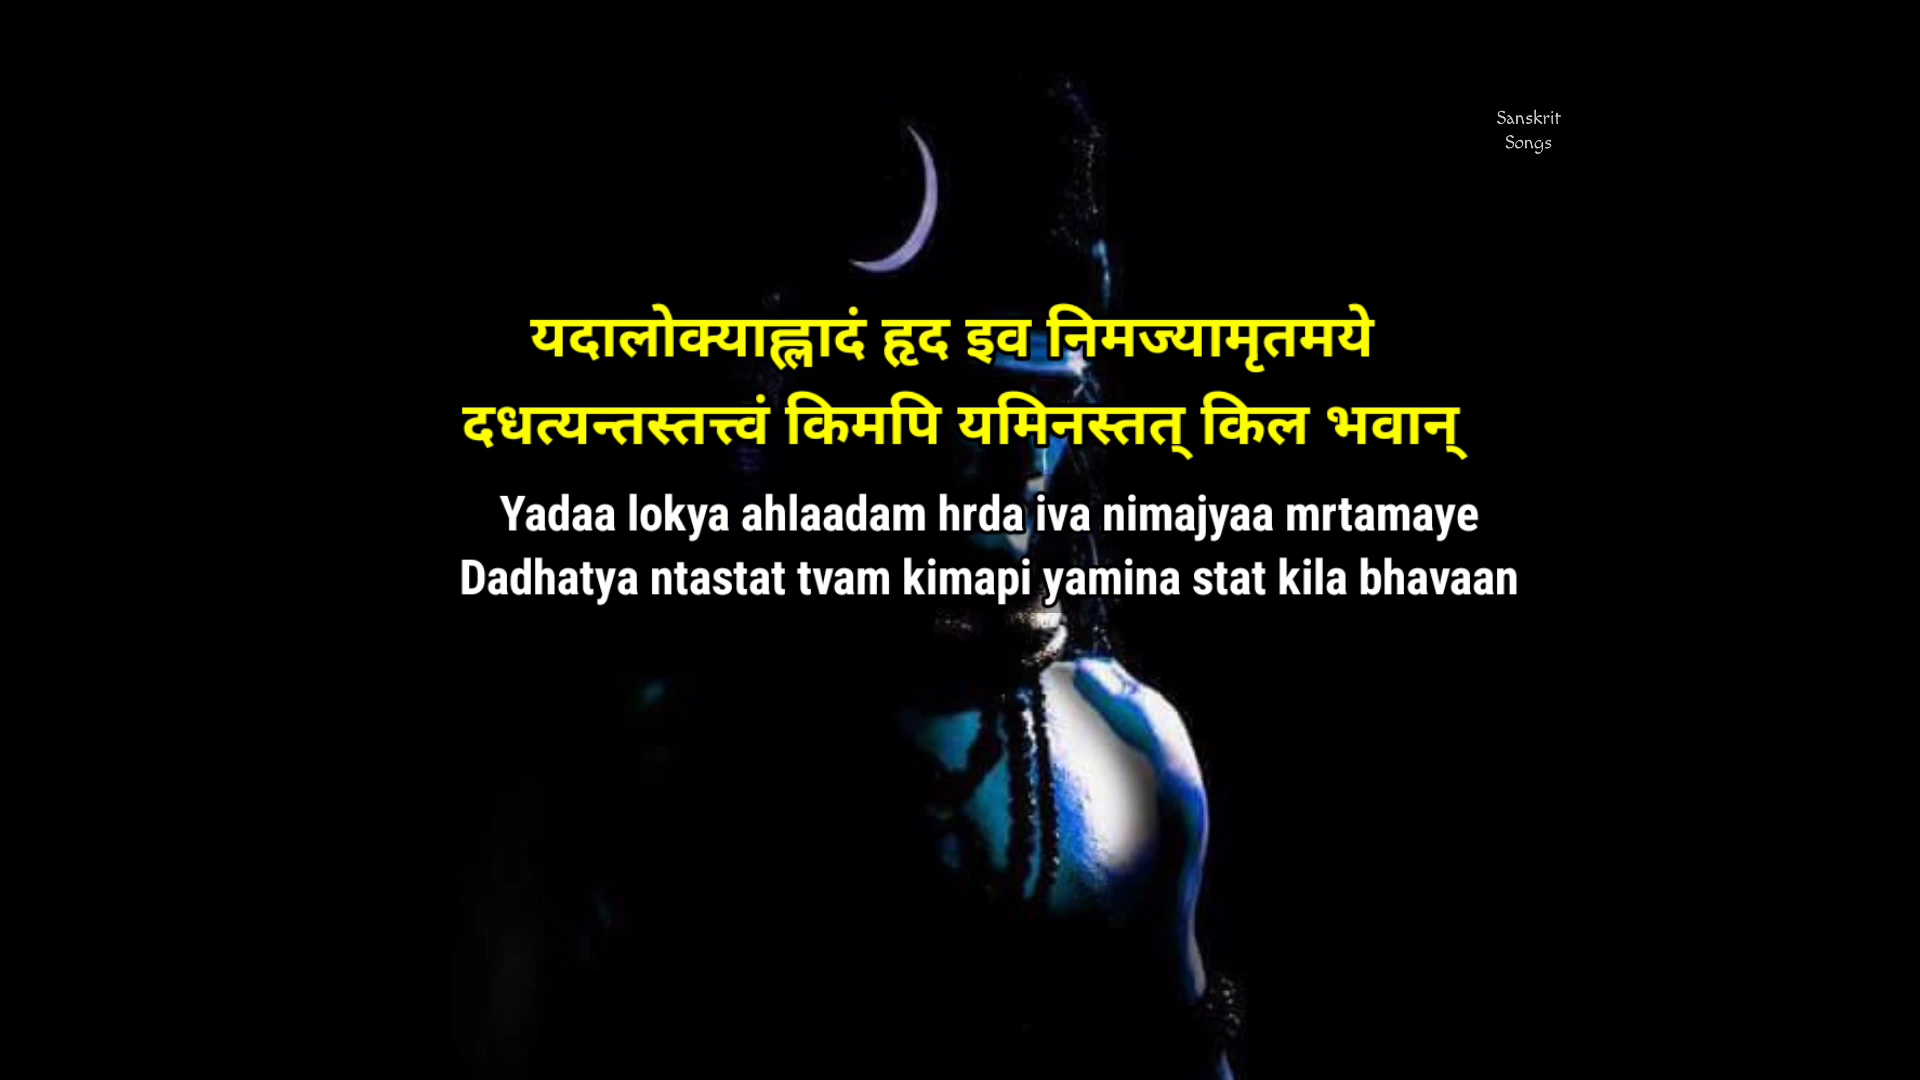 Sanskrit
Songs
यदालोक्याह्लादं हृद इव निमज्यामृतमये
दधत्यन्तस्तत्त्वं किमपि यमिनस्तत् किल भवान्
Yadaa lokya ahlaadam hrda iva nimajyaa mrtamaye
Dadhatya ntastat tvam kimapi yamina stat kila bhavaan